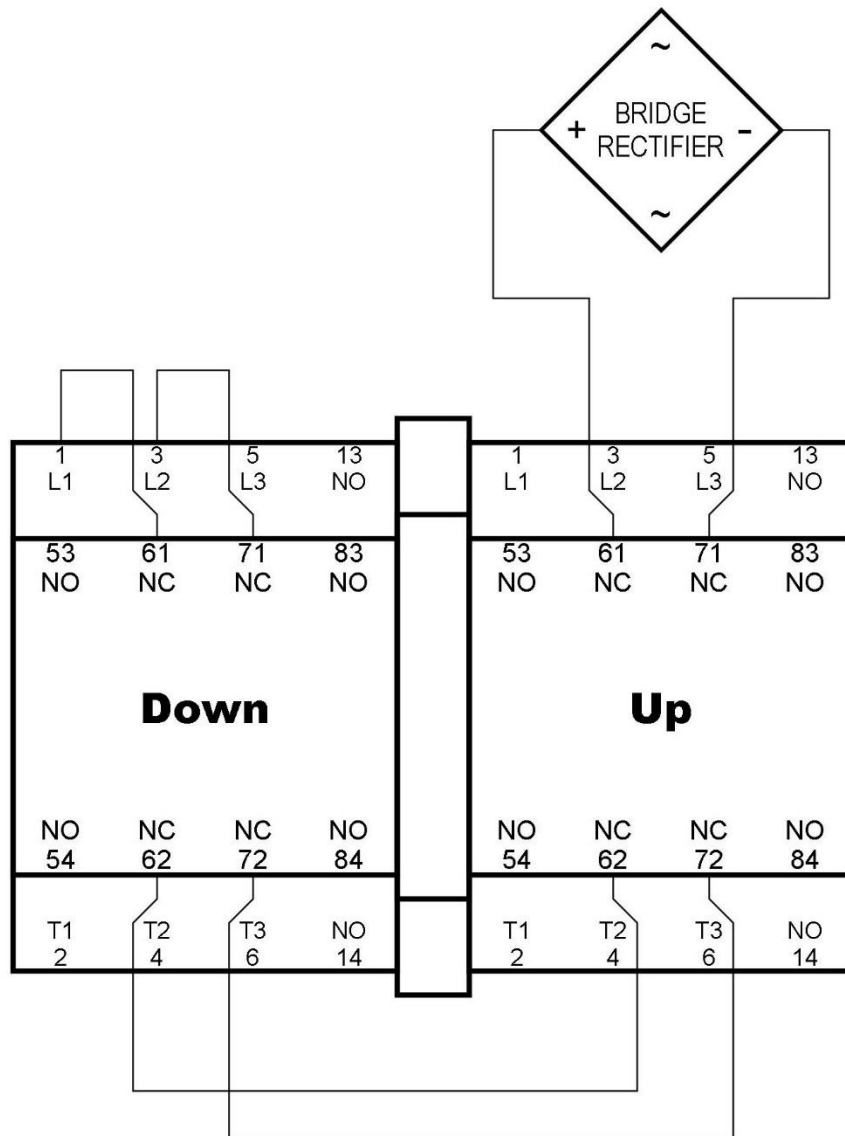 ~
+ BRIDGE RECTIFIER -
~
1 3 5 13 1 3 5 13
L1 L2 L3 NO L1 L2 L3 NO
53 61 71 83 53 61 71 83
NO NC NC NO NO NC NC NO
Down Up
NO NC NC NO NO NC NC NO
54 62 72 84 54 62 72 84
T1 T2 T3 NO T1 T2 T3 NO
2 4 6 14 2 4 6 14